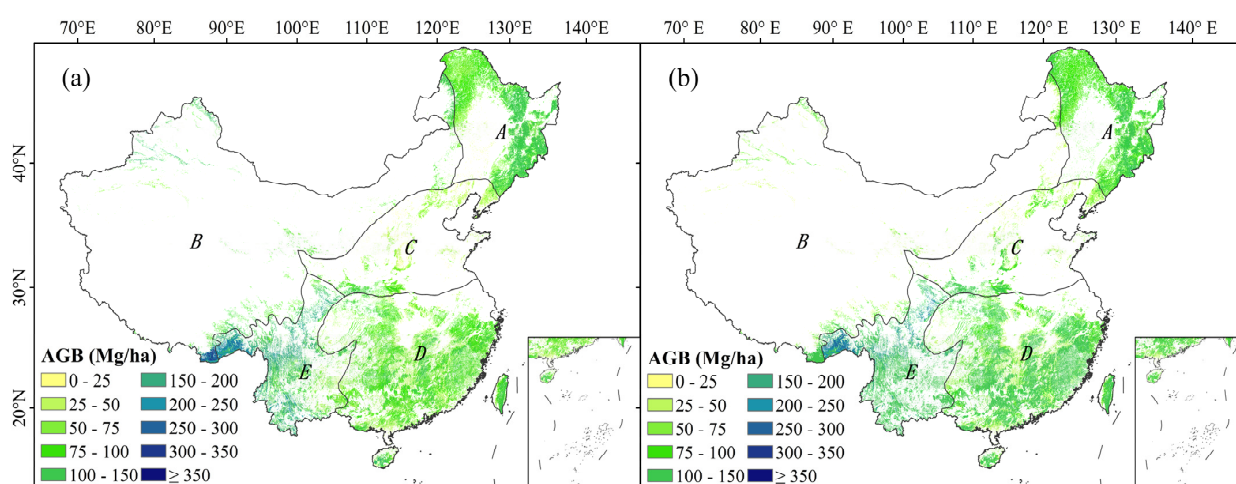 70° E 80° E 90° E 100° E 110° E 120° E 130° E 140° E
70° E 80° E 90° E 100° E 110° E 120° E 130° E 140° E
(a)
(b)
40°N
30°N
20°N
A
B
C
D
E
A
B
C
D
E
AGB (Mg/ha)
0 - 25 150 - 200
25 - 50 200 - 250
50 - 75 250 - 300
75 - 100 300 - 350
100 - 150 ≥ 350
AGB (Mg/ha)
0 - 25 150 - 200
25 - 50 200 - 250
50 - 75 250 - 300
75 - 100 300 - 350
100 - 150 ≥ 350